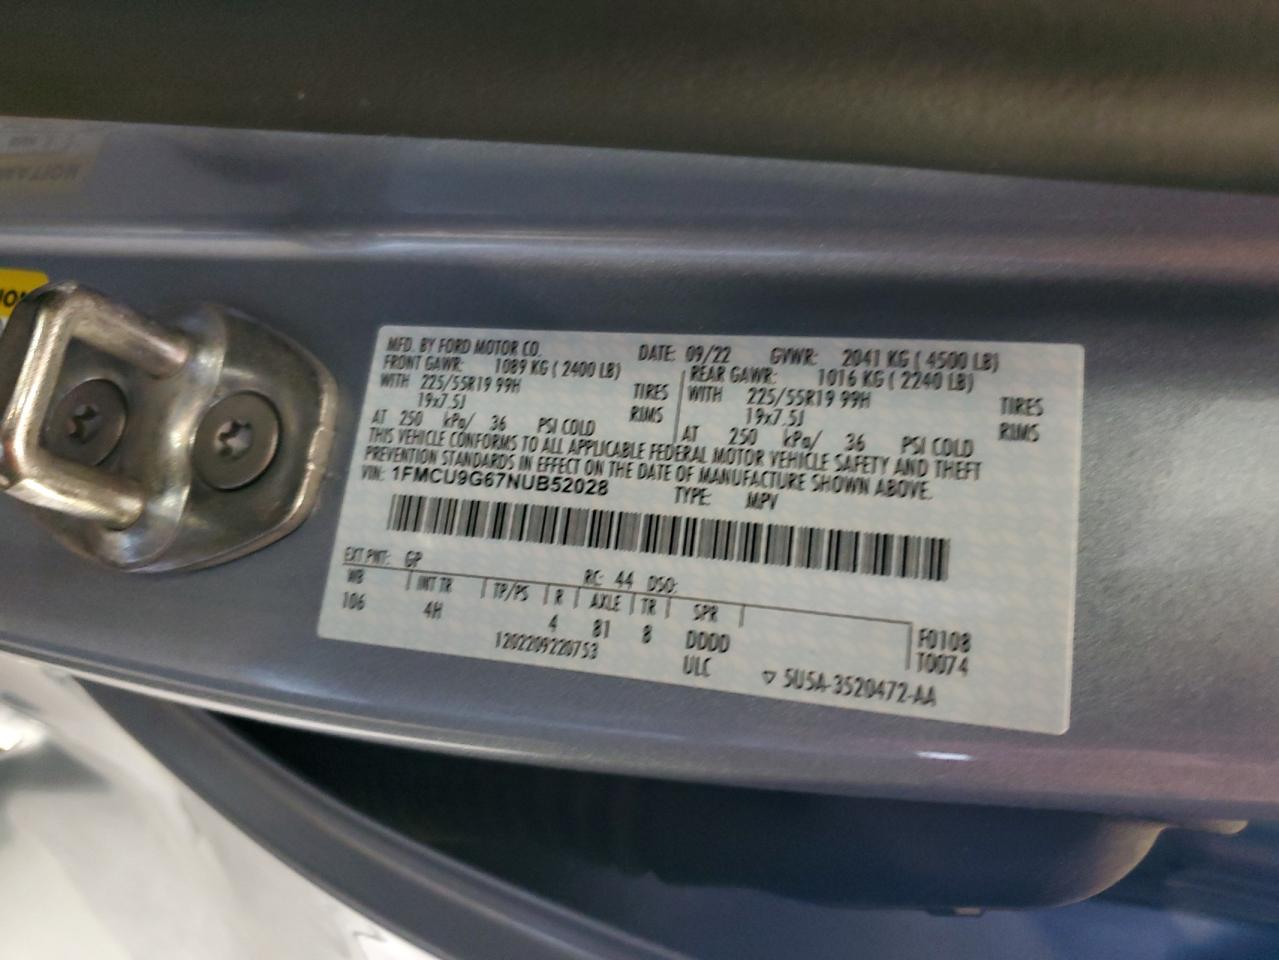 MFD. BY FORD MOTOR CO. DATE: 09/22 GVWR: 2041 KG ( 4500 LB)
FRONT GAWR: 1089 KG ( 2400 LB) REAR GAWR: 1016 KG ( 2240 LB)
WITH 225/55R19 99H TIRES WITH 225/55R19 99H TIRES
19x7.5J RIMS 19x7.5J RIMS
AT 250 kPa/ 36 PSI COLD AT 250 kPa/ 36 PSI COLD
THIS VEHICLE CONFORMS TO ALL APPLICABLE FEDERAL MOTOR VEHICLE SAFETY AND THEFT
PREVENTION STANDARDS IN EFFECT ON THE DATE OF MANUFACTURE SHOWN ABOVE.
VIN: 1FMCU9G67NUB52028 TYPE: MPV
EXT PNT: GP RC: 44 DSO:
WB INT TR TP/PS R AXLE TR SPR
106 4H 4 81 8 DDDD F0108
1202209220753 ULC T0074
▽ 5U5A-3520472-AA